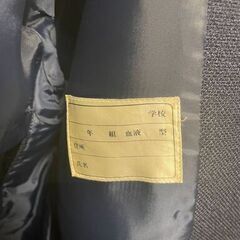 学校
年 組 血液 型
住所
氏名